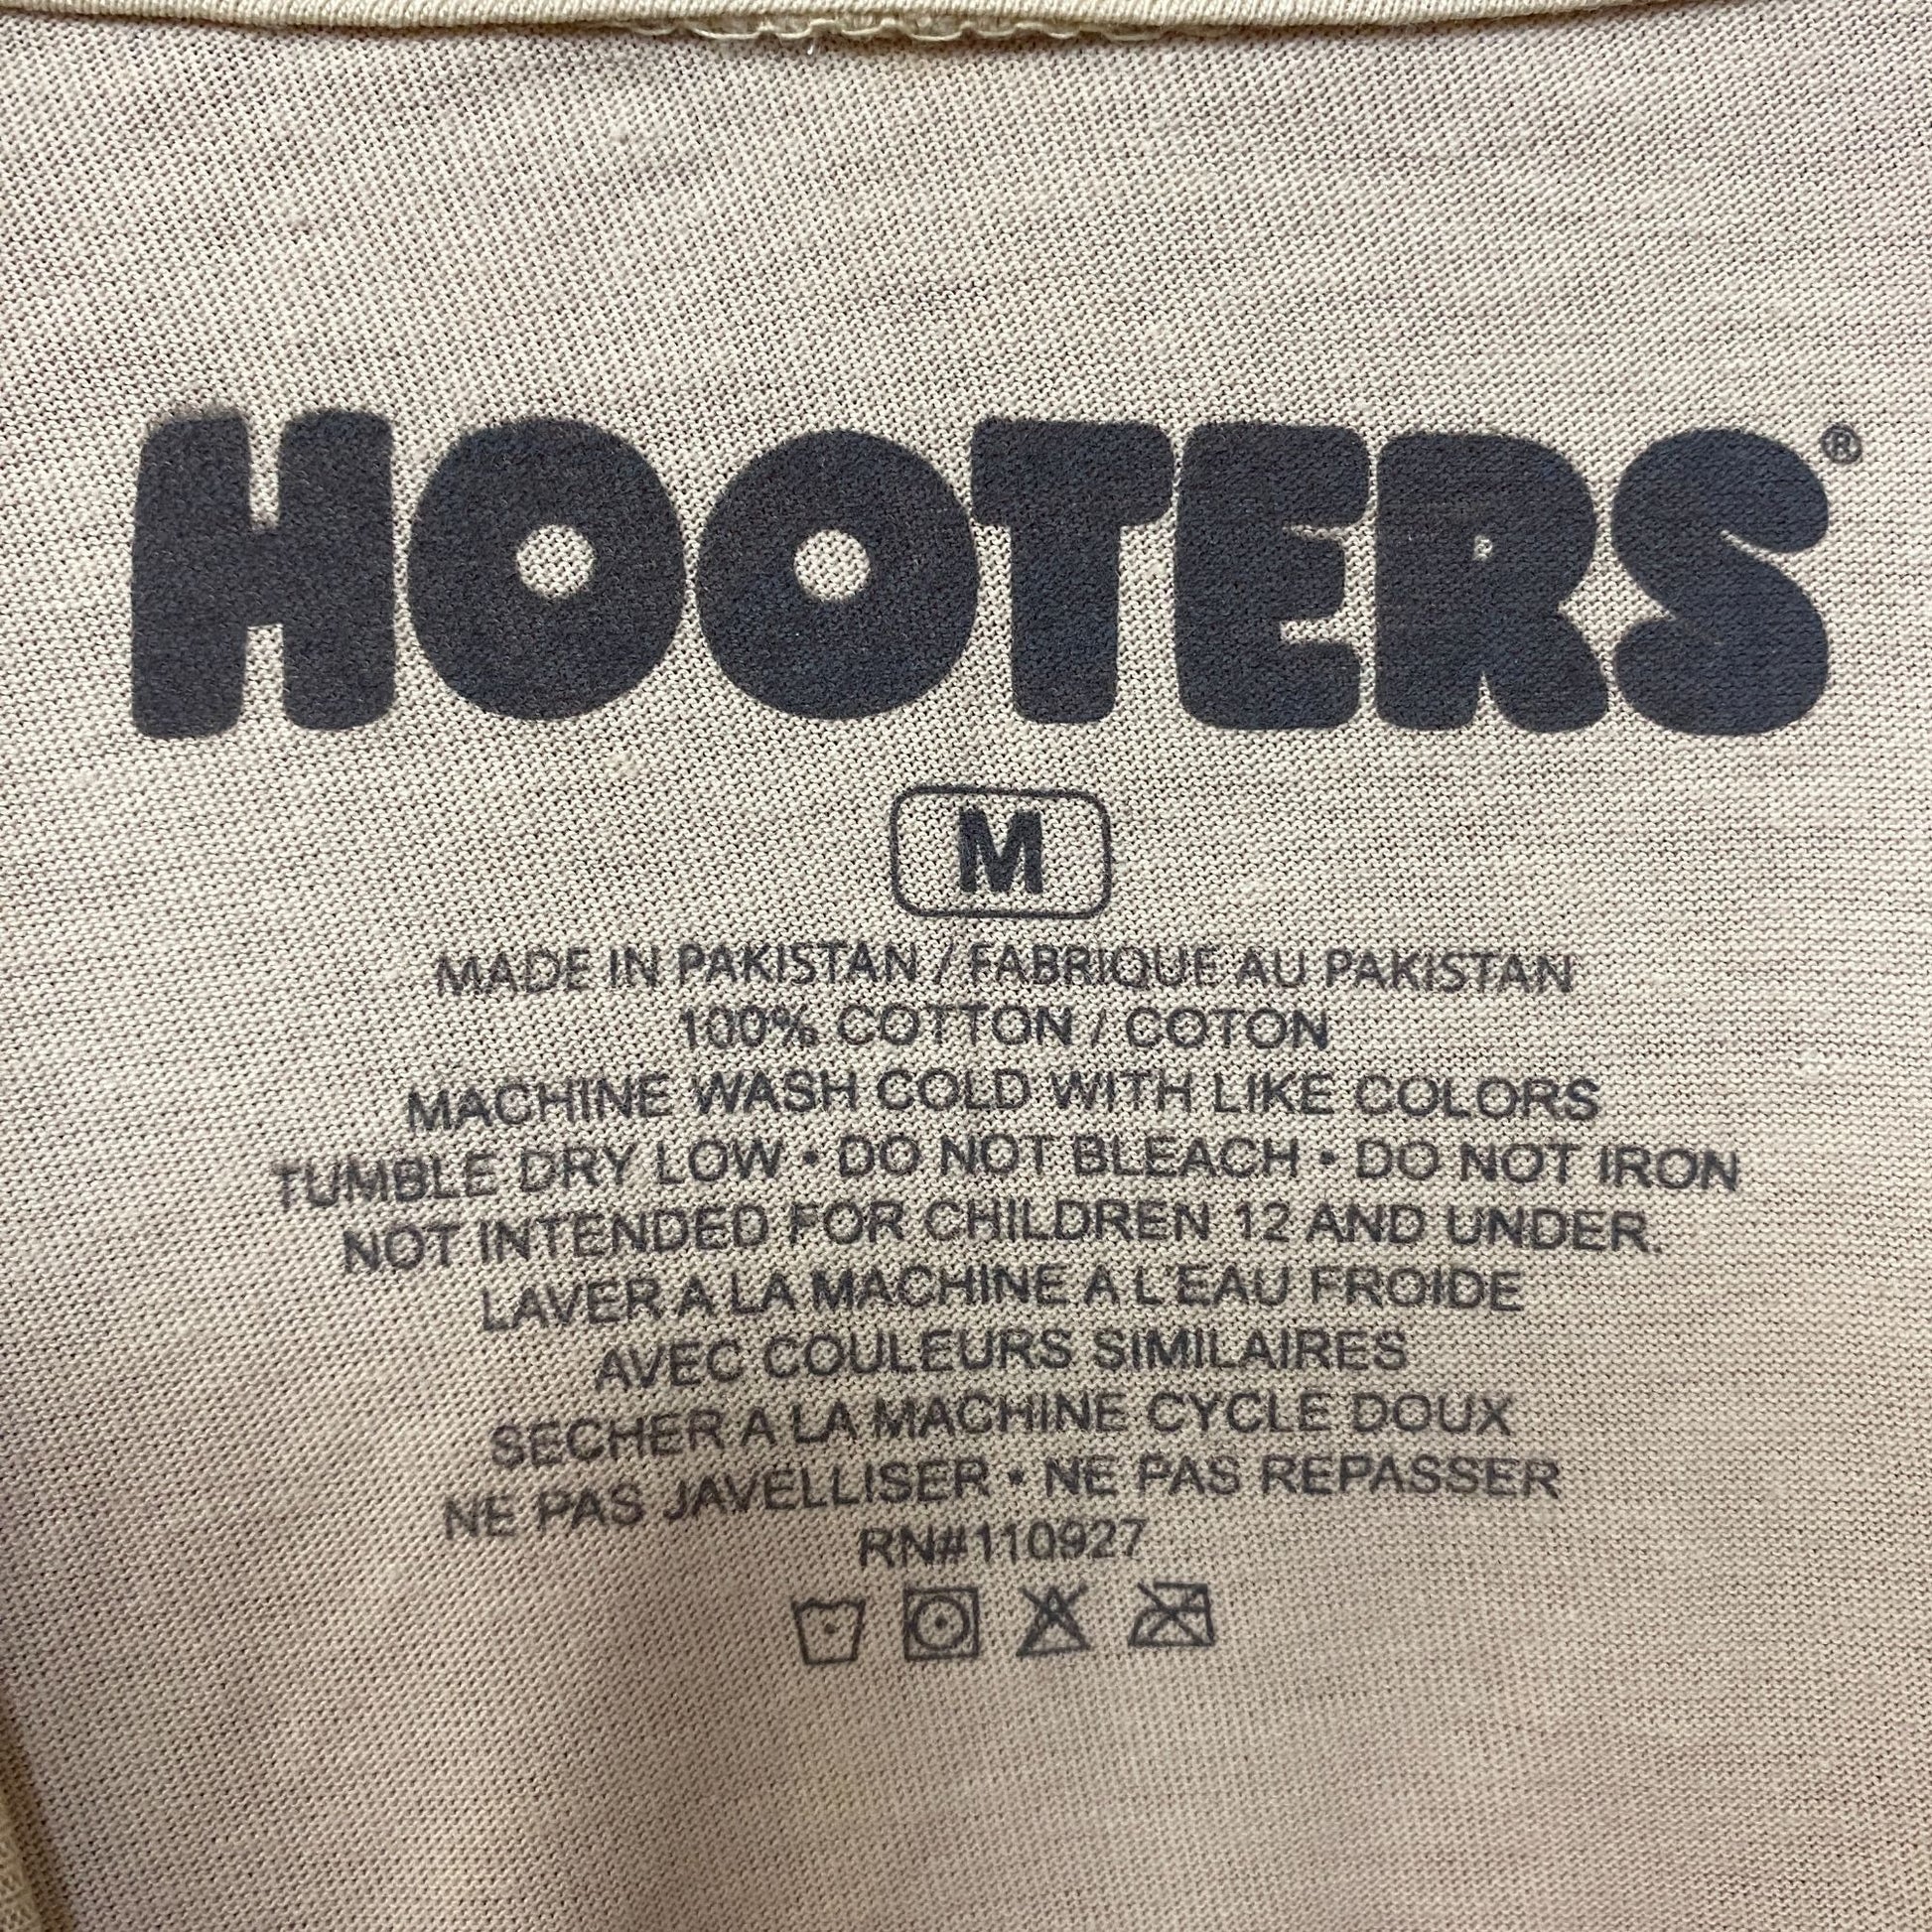 HOOTERS®
M
MADE IN PAKISTAN / FABRIQUE AU PAKISTAN
100% COTTON / COTON
MACHINE WASH COLD WITH LIKE COLORS
TUMBLE DRY LOW • DO NOT BLEACH • DO NOT IRON
NOT INTENDED FOR CHILDREN 12 AND UNDER.
LAVER A LA MACHINE A L'EAU FROIDE
AVEC COULEURS SIMILAIRES
SECHER A LA MACHINE CYCLE DOUX
NE PAS JAVELLISER • NE PAS REPASSER
RN#110927